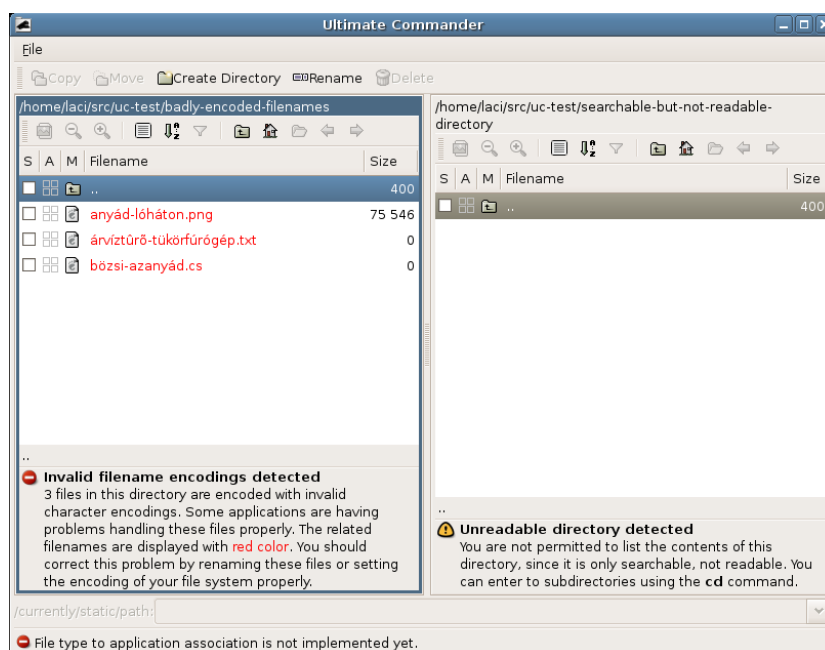 Ultimate Commander
File
Copy Move Create Directory Rename Delete
/home/laci/src/uc-test/badly-encoded-filenames
S A M Filename Size
.. 400
anyád-lóháton.png 75 546
árvíztûrõ-tükörfúrógép.txt 0
bözsi-azanyád.cs 0
..
Invalid filename encodings detected
3 files in this directory are encoded with invalid
character encodings. Some applications are having
problems handling these files properly. The related
filenames are displayed with red color. You should
correct this problem by renaming these files or setting
the encoding of your file system properly.
/home/laci/src/uc-test/searchable-but-not-readable-
directory
S A M Filename Size
.. 400
..
Unreadable directory detected
You are not permitted to list the contents of this
directory, since it is only searchable, not readable. You
can enter to subdirectories using the cd command.
/currently/static/path:
File type to application association is not implemented yet.